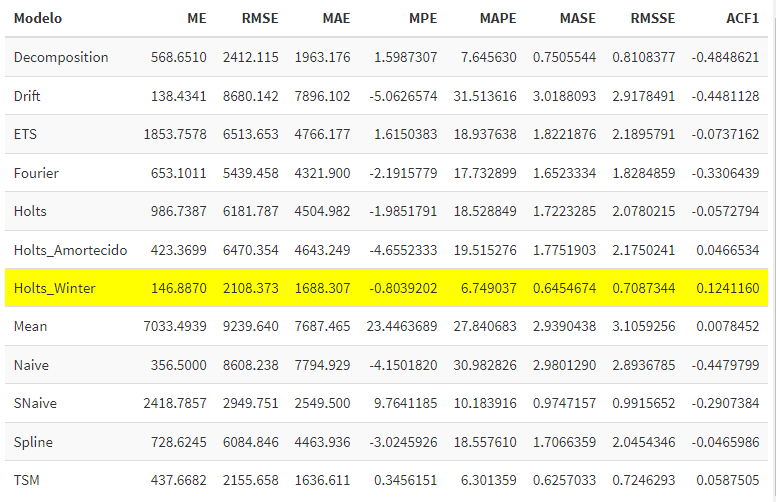 Modelo ME RMSE MAE MPE MAPE MASE RMSSE ACF1
Decomposition 568.6510 2412.115 1963.176 1.5987307 7.645630 0.7505544 0.8108377 -0.4848621
Drift 138.4341 8680.142 7896.102 -5.0626574 31.513616 3.0188093 2.9178491 -0.4481128
ETS 1853.7578 6513.653 4766.177 1.6150383 18.937638 1.8221876 2.1895791 -0.0737162
Fourier 653.1011 5439.458 4321.900 -2.1915779 17.732899 1.6523334 1.8284859 -0.3306439
Holts 986.7387 6181.787 4504.982 -1.9851791 18.528849 1.7223285 2.0780215 -0.0572794
Holts_Amortecido 423.3699 6470.354 4643.249 -4.6552333 19.515276 1.7751903 2.1750241 0.0466534
Holts_Winter 146.8870 2108.373 1688.307 -0.8039202 6.749037 0.6454674 0.7087344 0.1241160
Mean 7033.4939 9239.640 7687.465 23.4463689 27.840683 2.9390438 3.1059256 0.0078452
Naive 356.5000 8608.238 7794.929 -4.1501820 30.982826 2.9801290 2.8936785 -0.4479799
SNaive 2418.7857 2949.751 2549.500 9.7641185 10.183916 0.9747157 0.9915652 -0.2907384
Spline 728.6245 6084.846 4463.936 -3.0245926 18.557610 1.7066359 2.0454346 -0.0465986
TSM 437.6682 2155.658 1636.611 0.3456151 6.301359 0.6257033 0.7246293 0.0587505